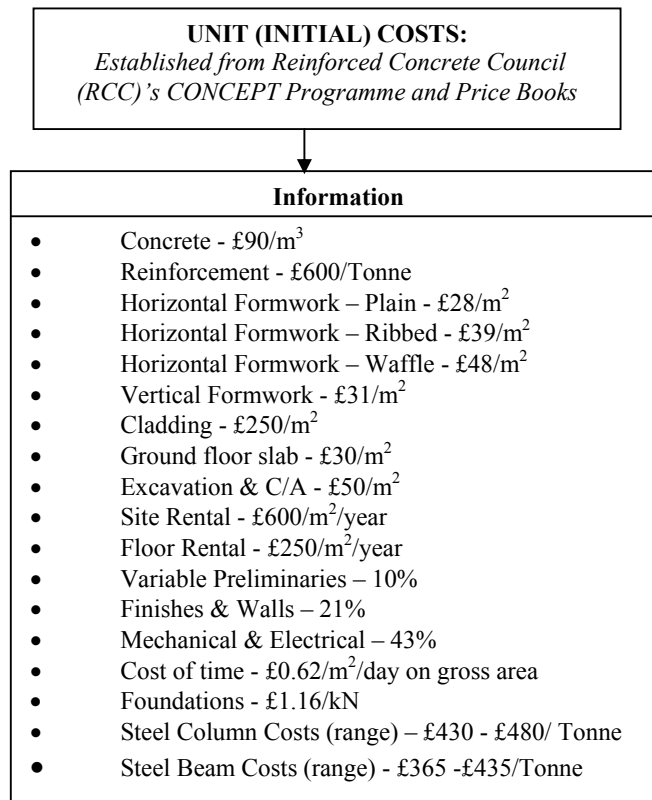 UNIT (INITIAL) COSTS:
Established from Reinforced Concrete Council
(RCC)'s CONCEPT Programme and Price Books
Information
• Concrete - £90/m³
• Reinforcement - £600/Tonne
• Horizontal Formwork – Plain - £28/m²
• Horizontal Formwork – Ribbed - £39/m²
• Horizontal Formwork – Waffle - £48/m²
• Vertical Formwork - £31/m²
• Cladding - £250/m²
• Ground floor slab - £30/m²
• Excavation & C/A - £50/m²
• Site Rental - £600/m²/year
• Floor Rental - £250/m²/year
• Variable Preliminaries – 10%
• Finishes & Walls – 21%
• Mechanical & Electrical – 43%
• Cost of time - £0.62/m²/day on gross area
• Foundations - £1.16/kN
• Steel Column Costs (range) – £430 - £480/ Tonne
• Steel Beam Costs (range) - £365 -£435/Tonne